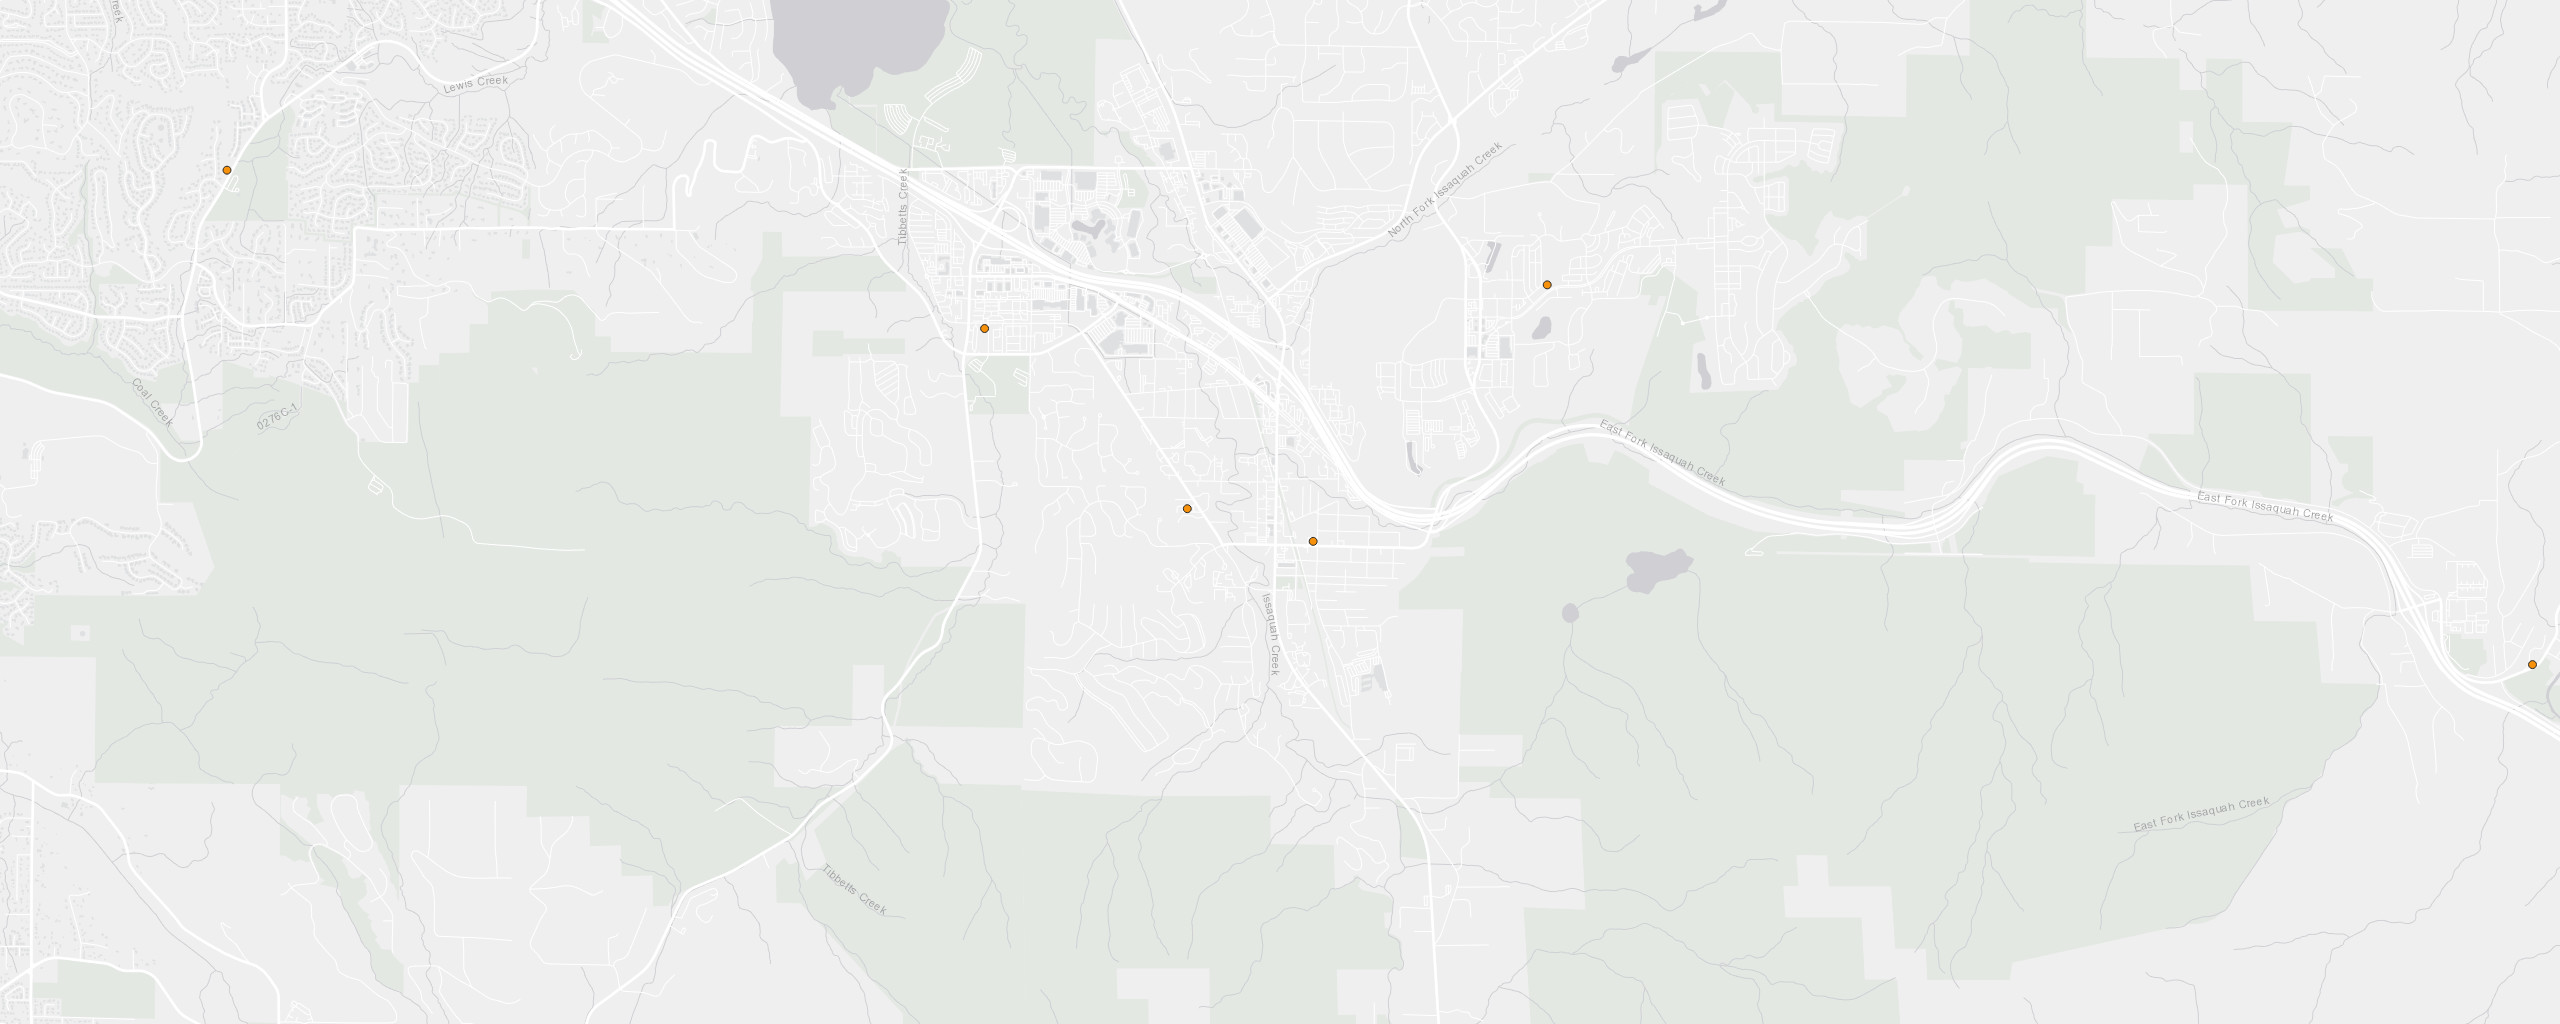 reek
Lewis Creek
Tibbetts Creek
North Fork Issaquah Creek
Coal Creek
0276C-1
East Fork Issaquah Creek
East Fork Issaquah Creek
Issaquah Creek
East Fork Issaquah Creek
Tibbetts Creek